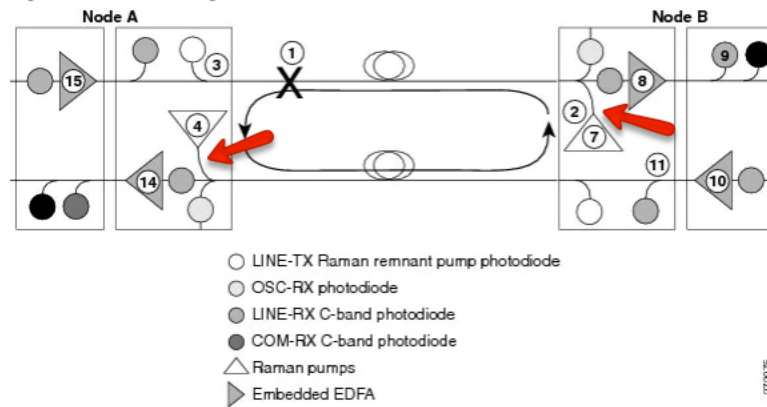 Node A
Node B
1
3
15
9
8
4
2
7
11
14
10
LINE-TX Raman remnant pump photodiode
OSC-RX photodiode
LINE-RX C-band photodiode
COM-RX C-band photodiode
Raman pumps
Embedded EDFA